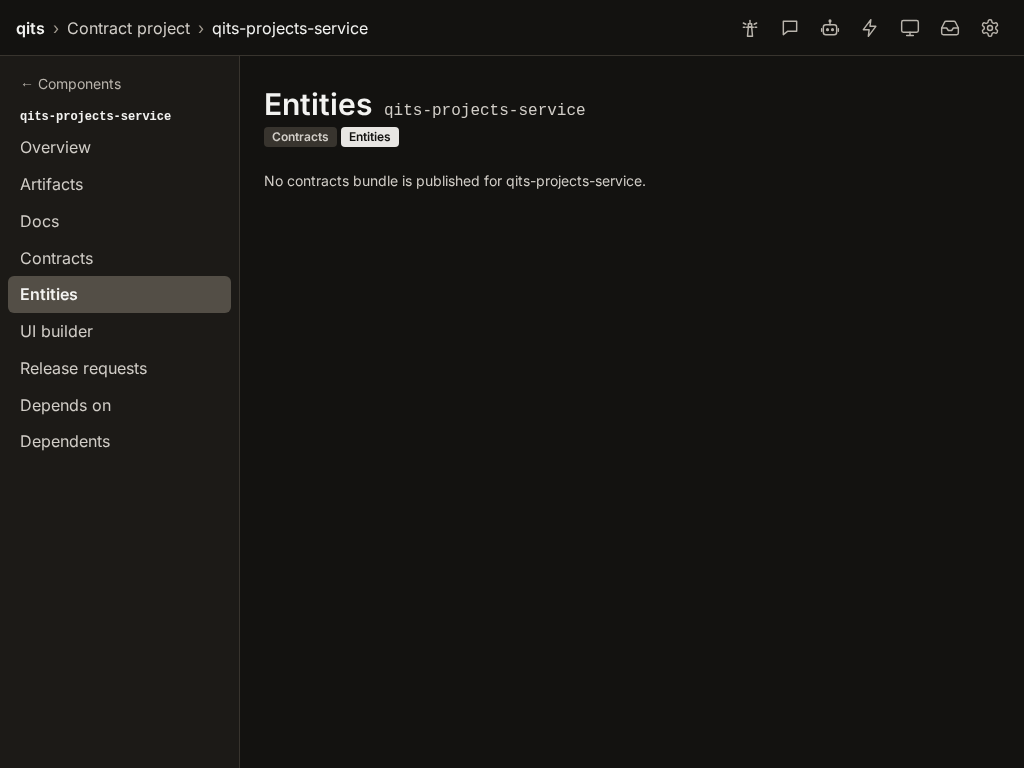 qits › Contract project › qits-projects-service
← Components
qits-projects-service
Overview
Artifacts
Docs
Contracts
Entities
UI builder
Release requests
Depends on
Dependents
Entities qits-projects-service
Contracts Entities
No contracts bundle is published for qits-projects-service.